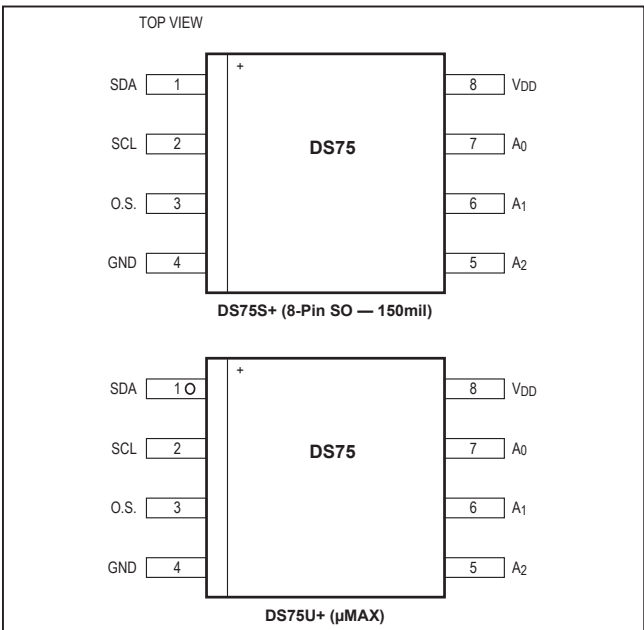 TOP VIEW
+
SDA 1 8 VDD
SCL 2 DS75 7 A0
O.S. 3 6 A1
GND 4 5 A2
DS75S+ (8-Pin SO — 150mil)
+
SDA 1 8 VDD
SCL 2 DS75 7 A0
O.S. 3 6 A1
GND 4 5 A2
DS75U+ (µMAX)